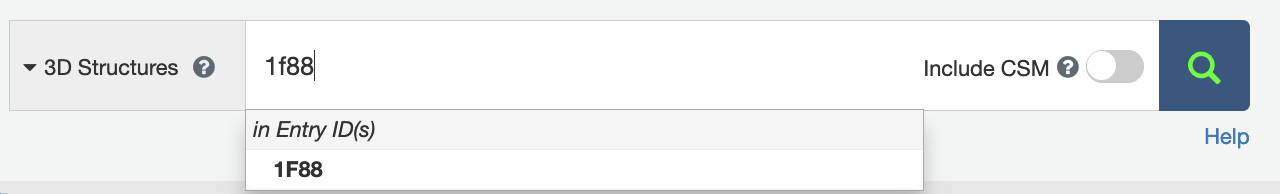 3D Structures ? 1f88 Include CSM ?
in Entry ID(s)
Help
1F88